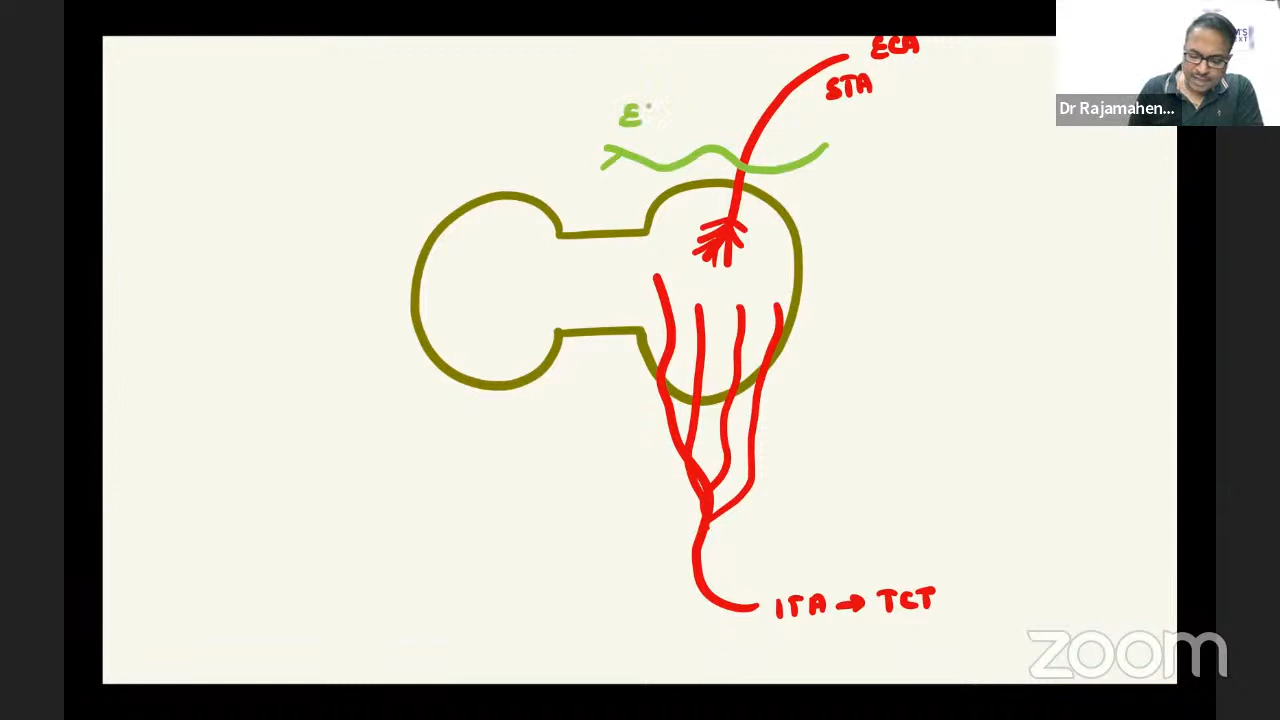 ECA
STA
E
Dr Rajamahen...
ITA → TCT
zoom